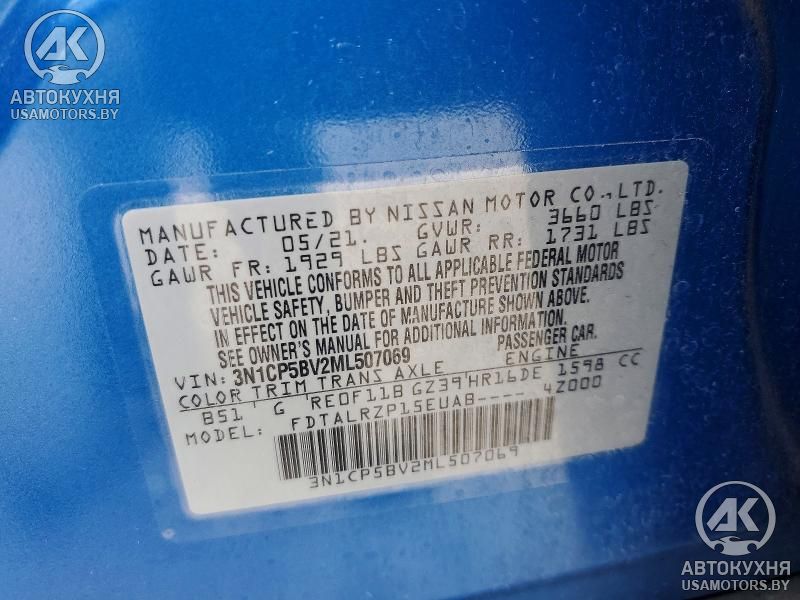 AK
АВТОКУХНЯ
USAMOTORS.BY
MANUFACTURED BY NISSAN MOTOR CO., LTD.
DATE: 05/21. GVWR: 3660 LBS
GAWR FR: 1929 LBS GAWR RR: 1731 LBS
THIS VEHICLE CONFORMS TO ALL APPLICABLE FEDERAL MOTOR
VEHICLE SAFETY, BUMPER AND THEFT PREVENTION STANDARDS
IN EFFECT ON THE DATE OF MANUFACTURE SHOWN ABOVE.
SEE OWNER'S MANUAL FOR ADDITIONAL INFORMATION.
VIN: 3N1CP5BV2ML507069 PASSENGER CAR.
COLOR TRIM TRANS AXLE ENGINE
B51 G RE0F11B GZ39 HR16DE 1598 CC
MODEL: FDTALRZP15EUAB---- 4Z000
3N1CP5BV2ML507069
AK
АВТОКУХНЯ
USAMOTORS.BY